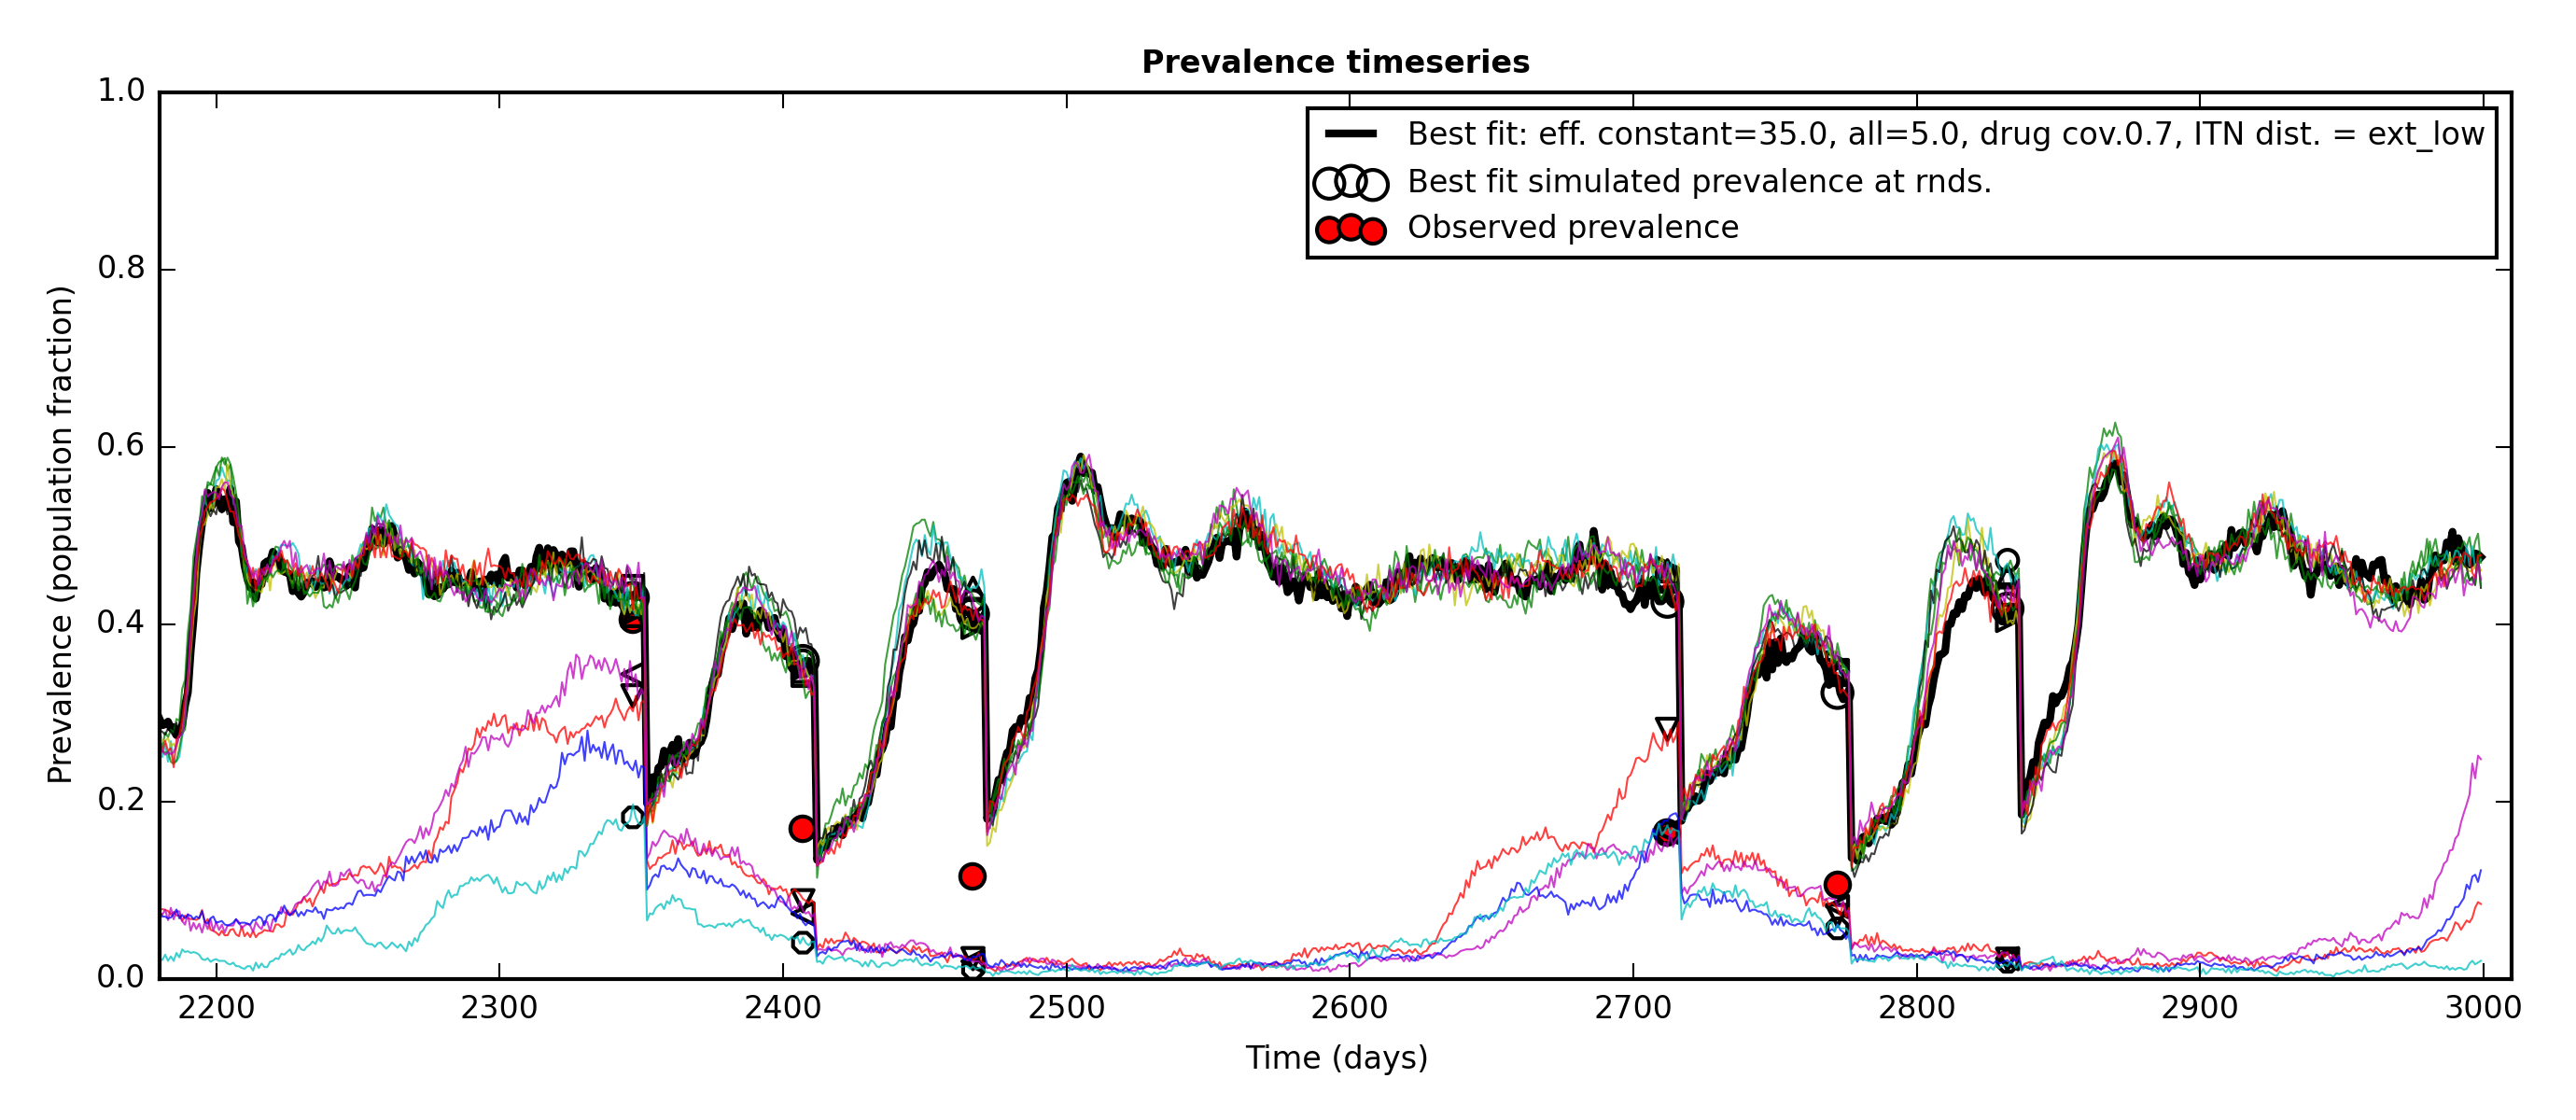 Prevalence timeseries
1.0
0.8
0.6
0.4
0.2
0.0
Prevalence (population fraction)
Best fit: eff. constant=35.0, all=5.0, drug cov.0.7, ITN dist. = ext_low
Best fit simulated prevalence at rnds.
Observed prevalence
2200 2300 2400 2500 2600 2700 2800 2900 3000
Time (days)